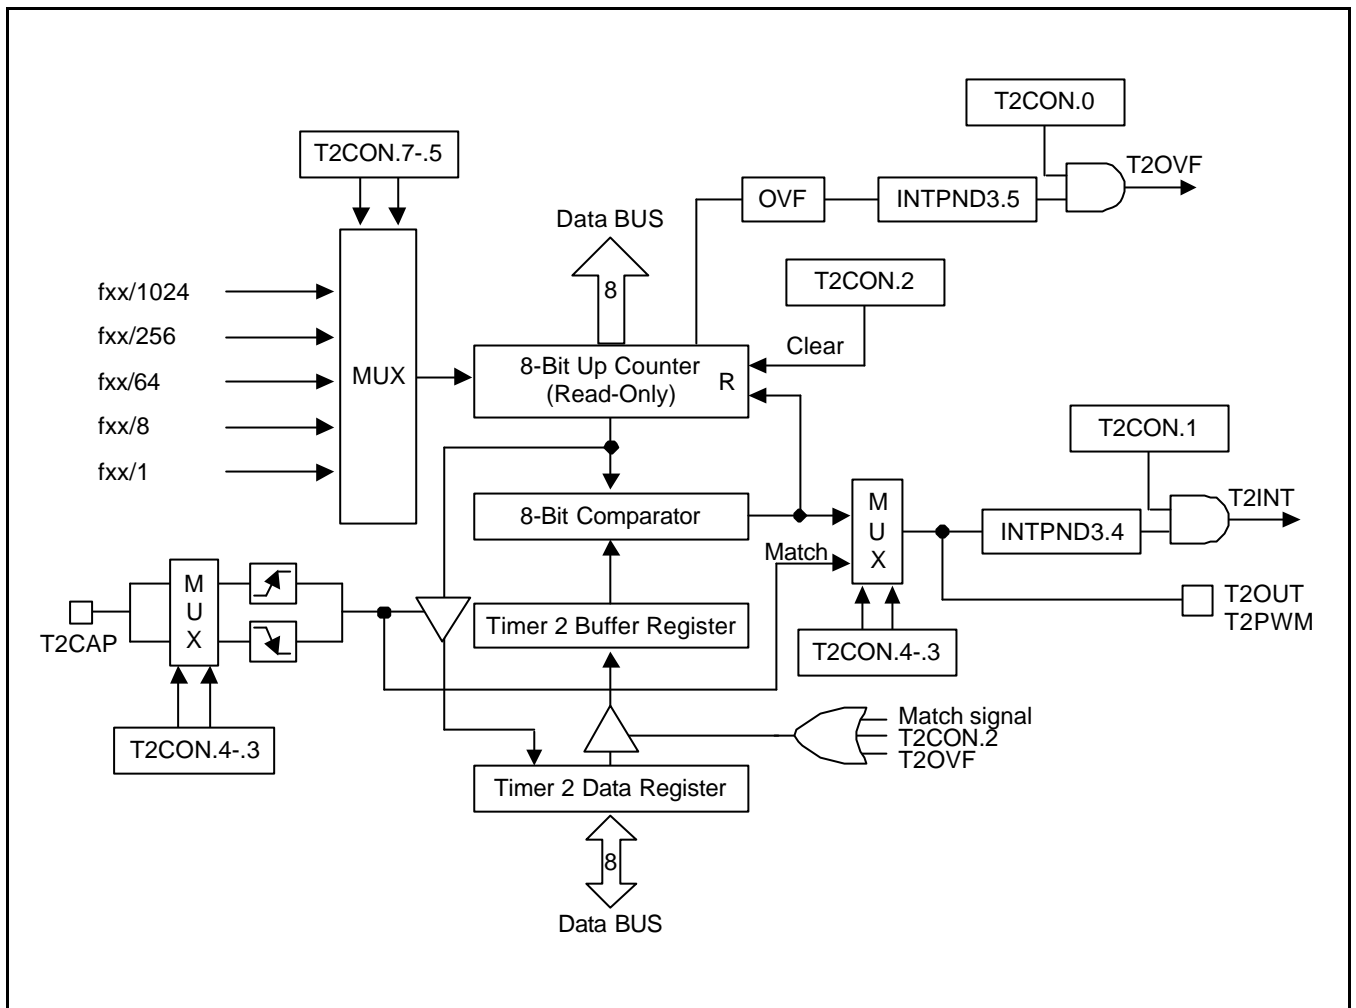 T2CON.0
T2CON.7-.5
T2OVF
OVF
INTPND3.5
Data BUS
8
T2CON.2
fxx/1024
fxx/256
fxx/64
fxx/8
fxx/1
MUX
8-Bit Up Counter
(Read-Only)
R
Clear
T2CON.1
8-Bit Comparator
Match
M
U
X
INTPND3.4
T2INT
T2CAP
M
U
X
Timer 2 Buffer Register
T2OUT
T2PWM
T2CON.4-.3
T2CON.4-.3
Match signal
T2CON.2
T2OVF
Timer 2 Data Register
8
Data BUS